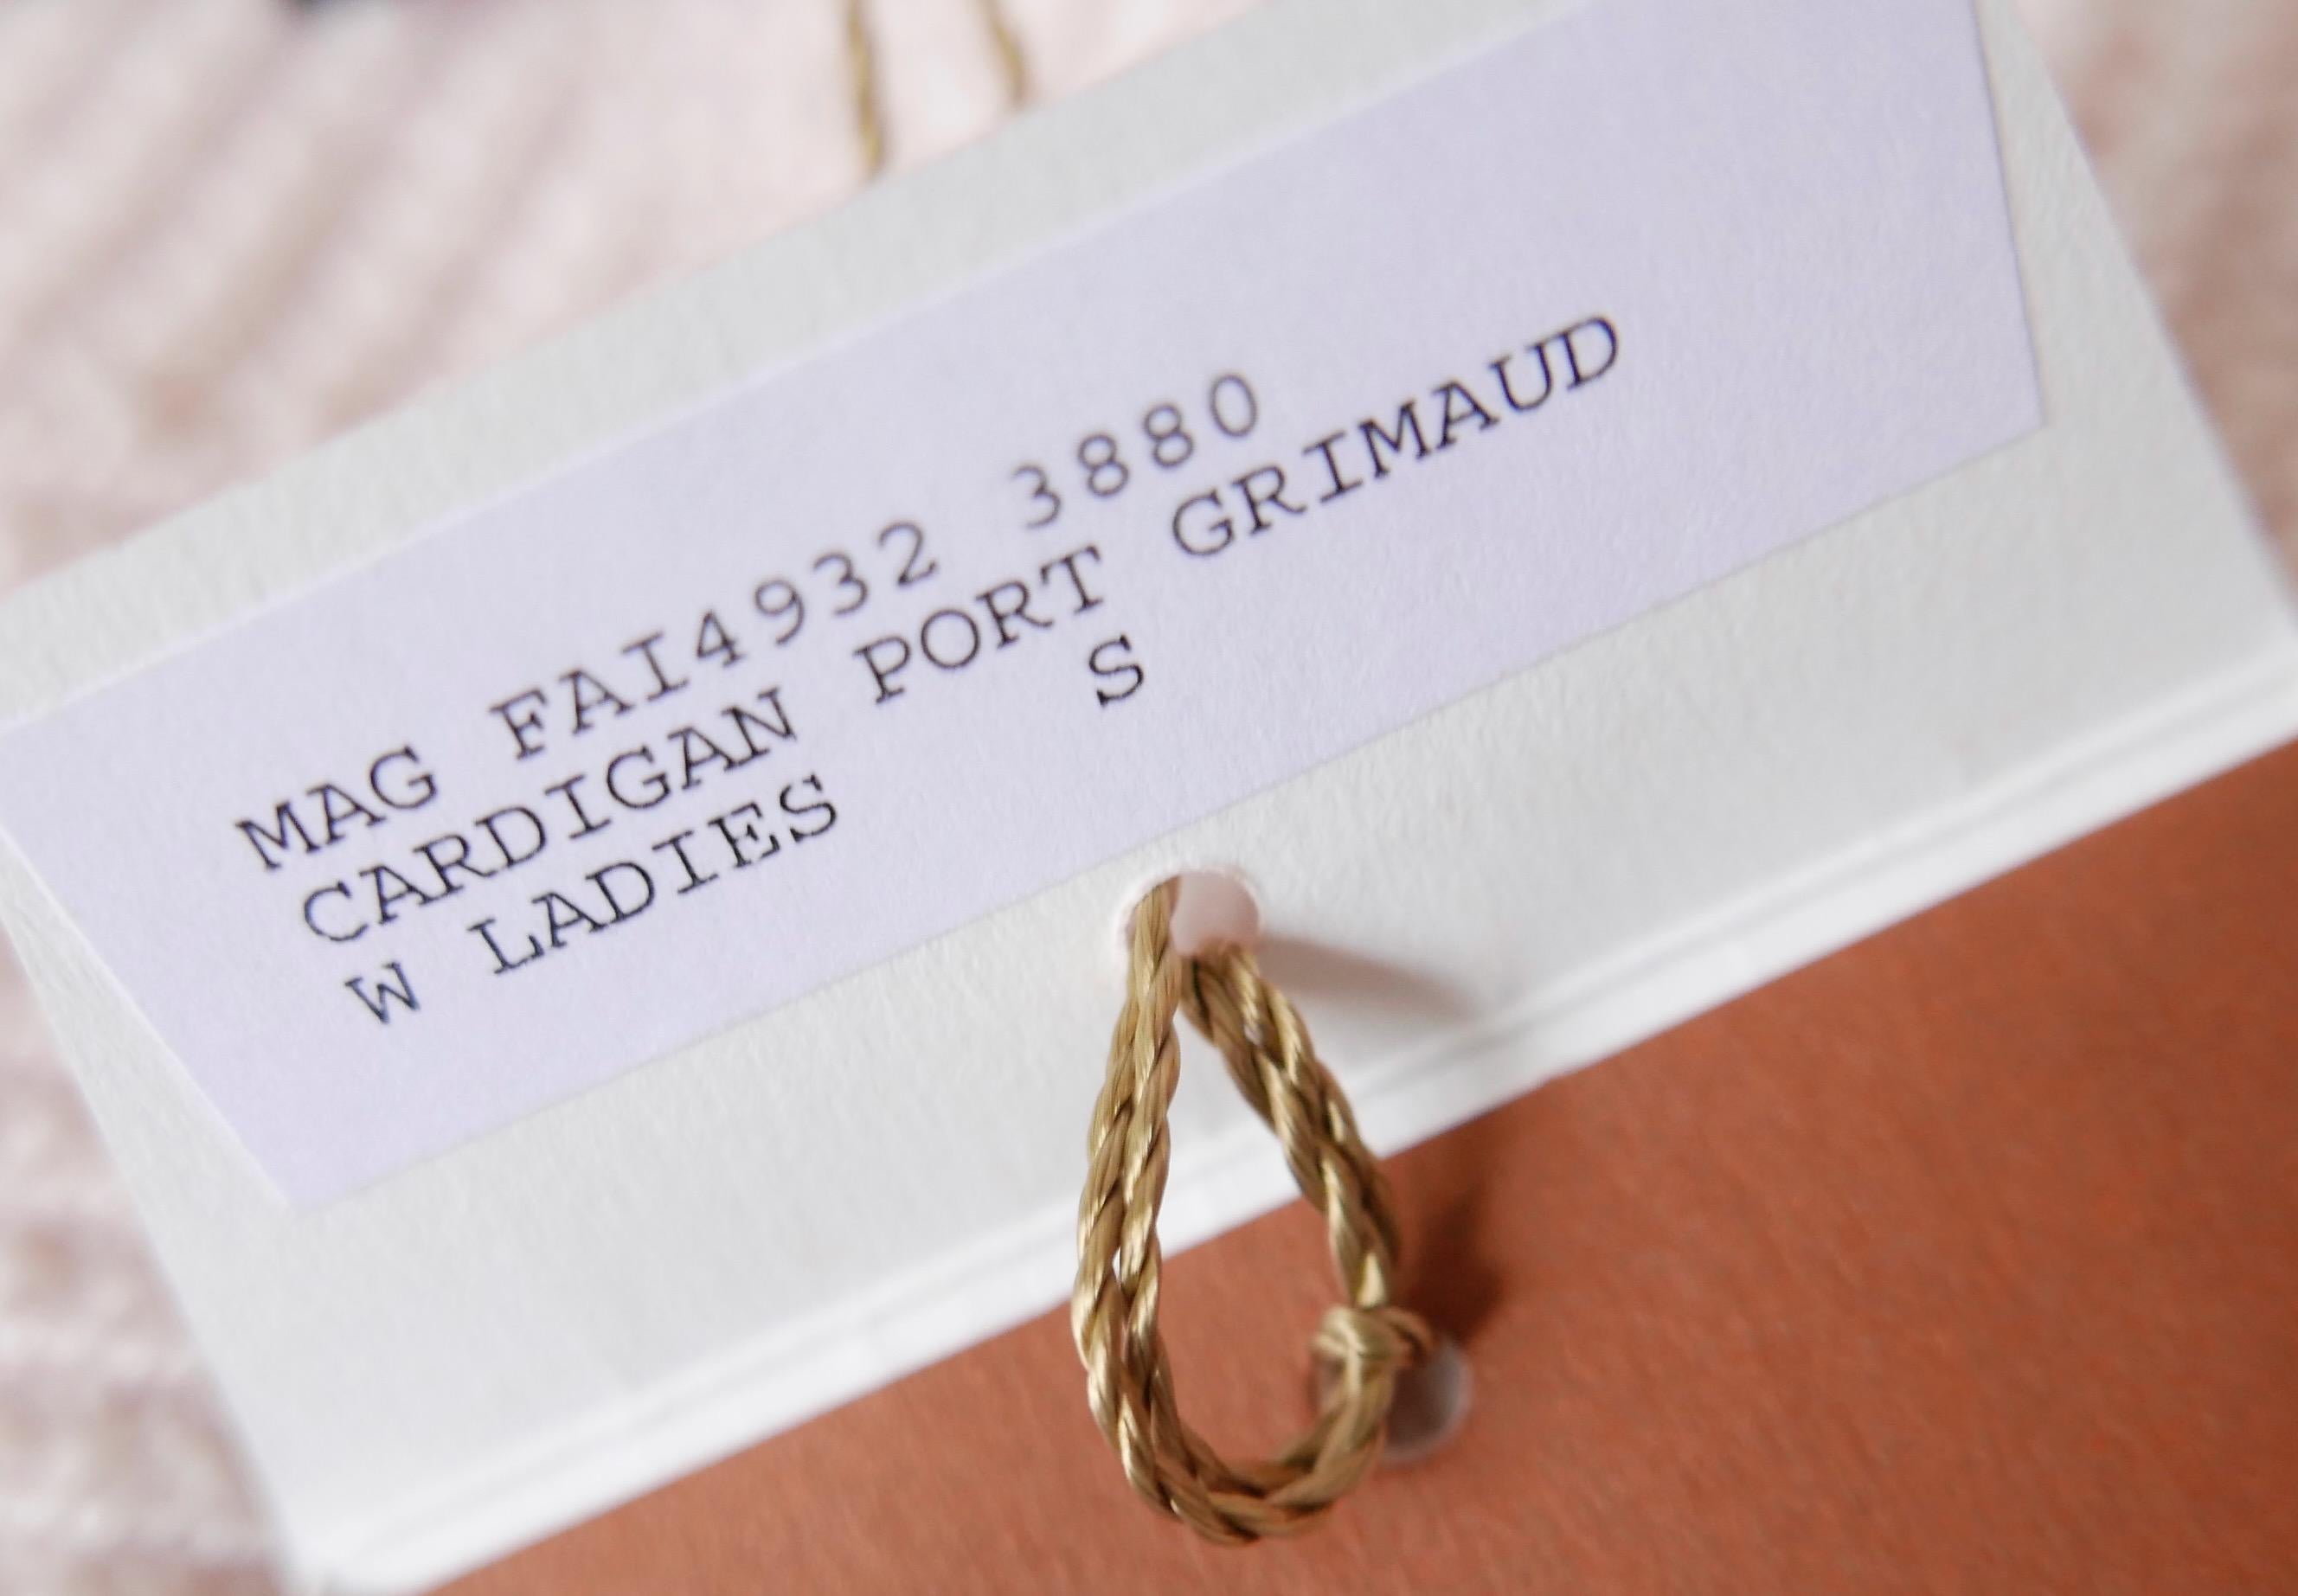 MAG FAI4932 3880
CARDIGAN PORT GRIMAUD
W LADIES S